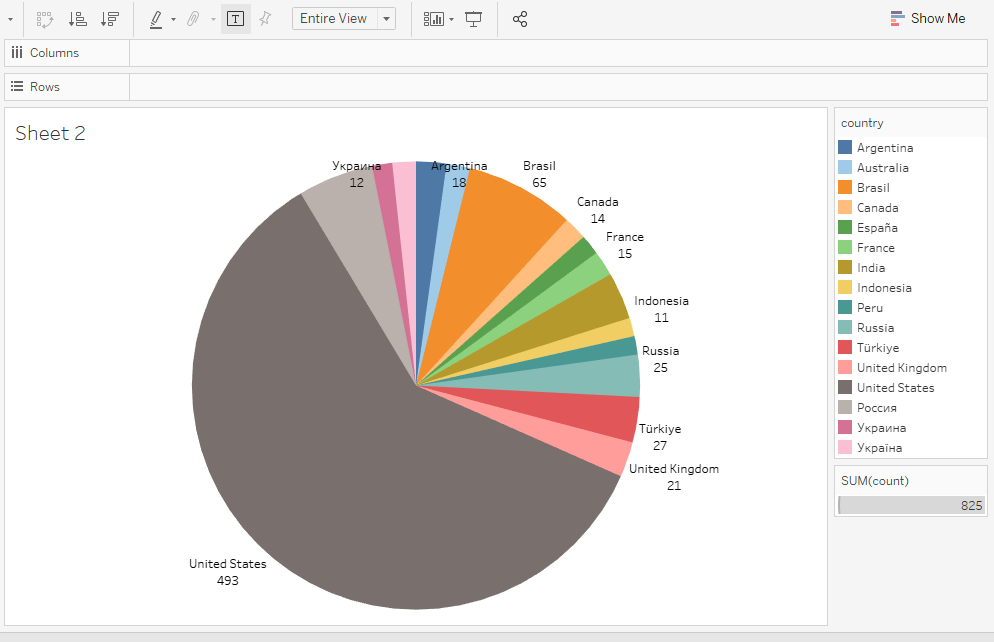 Entire View
Show Me
Columns
Rows
Sheet 2
Украина
12
Argentina
18
Brasil
65
Canada
14
France
15
Indonesia
11
Russia
25
Türkiye
27
United Kingdom
21
United States
493
country
Argentina
Australia
Brasil
Canada
España
France
India
Indonesia
Peru
Russia
Türkiye
United Kingdom
United States
Россия
Украина
Україна
SUM(count)
825